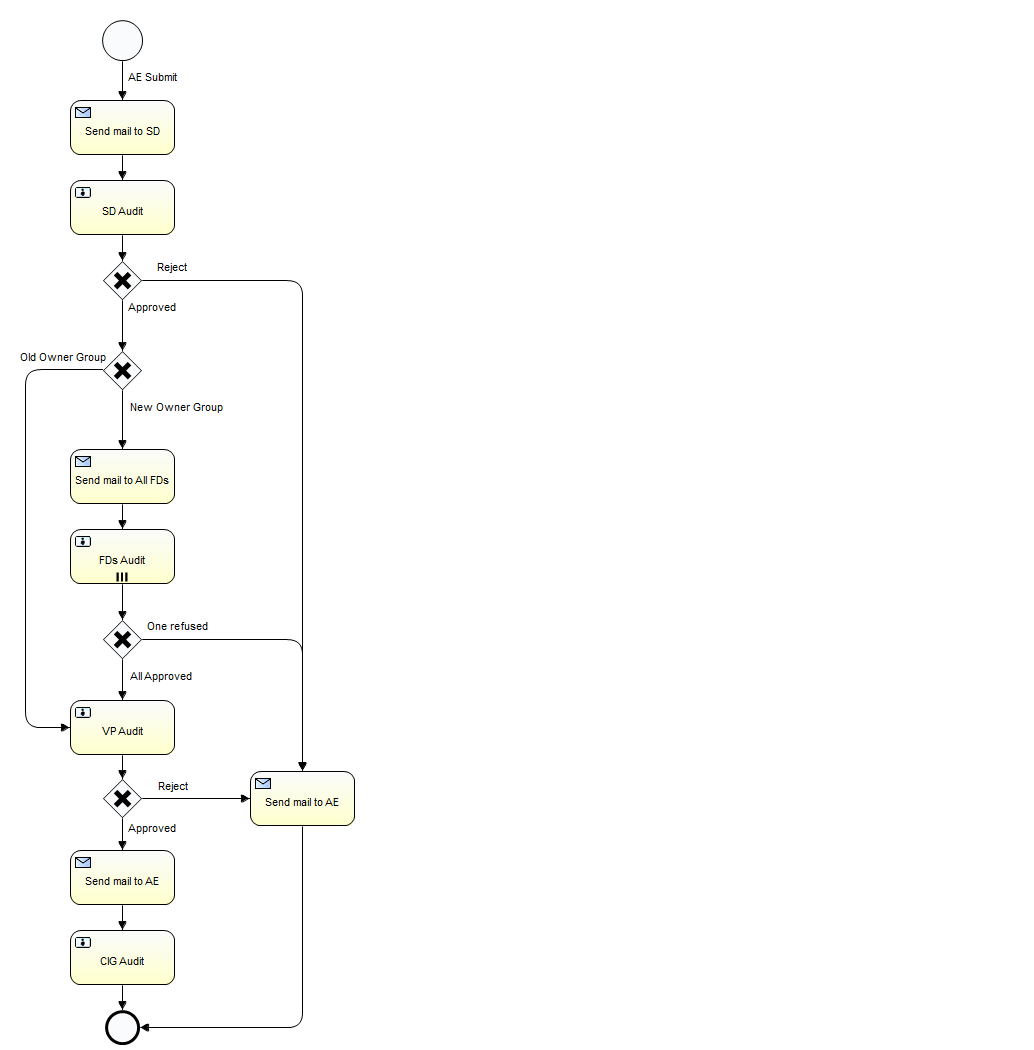 AE Submit
Send mail to SD
SD Audit
Reject
Approved
Old Owner Group
New Owner Group
Send mail to All FDs
FDs Audit
One refused
All Approved
VP Audit
Reject
Send mail to AE
Approved
Send mail to AE
CIG Audit